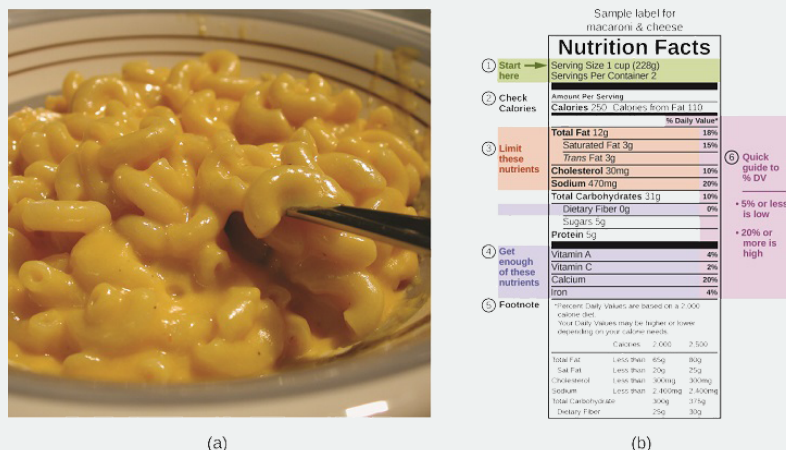 Sample label for
macaroni & cheese
Nutrition Facts
1 Start here
Serving Size 1 cup (228g)
Servings Per Container 2
2 Check Calories
Amount Per Serving
Calories 250 Calories from Fat 110
% Daily Value*
3 Limit these nutrients
Total Fat 12g 18%
Saturated Fat 3g 15%
Trans Fat 3g
Cholesterol 30mg 10%
Sodium 470mg 20%
Total Carbohydrates 31g 10%
Dietary Fiber 0g 0%
Sugars 5g
Protein 5g
4 Get enough of these nutrients
Vitamin A 4%
Vitamin C 2%
Calcium 20%
Iron 4%
5 Footnote
*Percent Daily Values are based on a 2,000
calorie diet.
Your Daily Values may be higher or lower
depending on your calorie needs.
Calories 2,000 2,500
Total Fat Less than 65g 80g
Sat Fat Less than 20g 25g
Cholesterol Less than 300mg 300mg
Sodium Less than 2,400mg 2,400mg
Total Carbohydrate 300g 375g
Dietary Fiber 25g 30g
6 Quick
guide to
% DV
• 5% or less
is low
• 20% or
more is
high
(a)
(b)